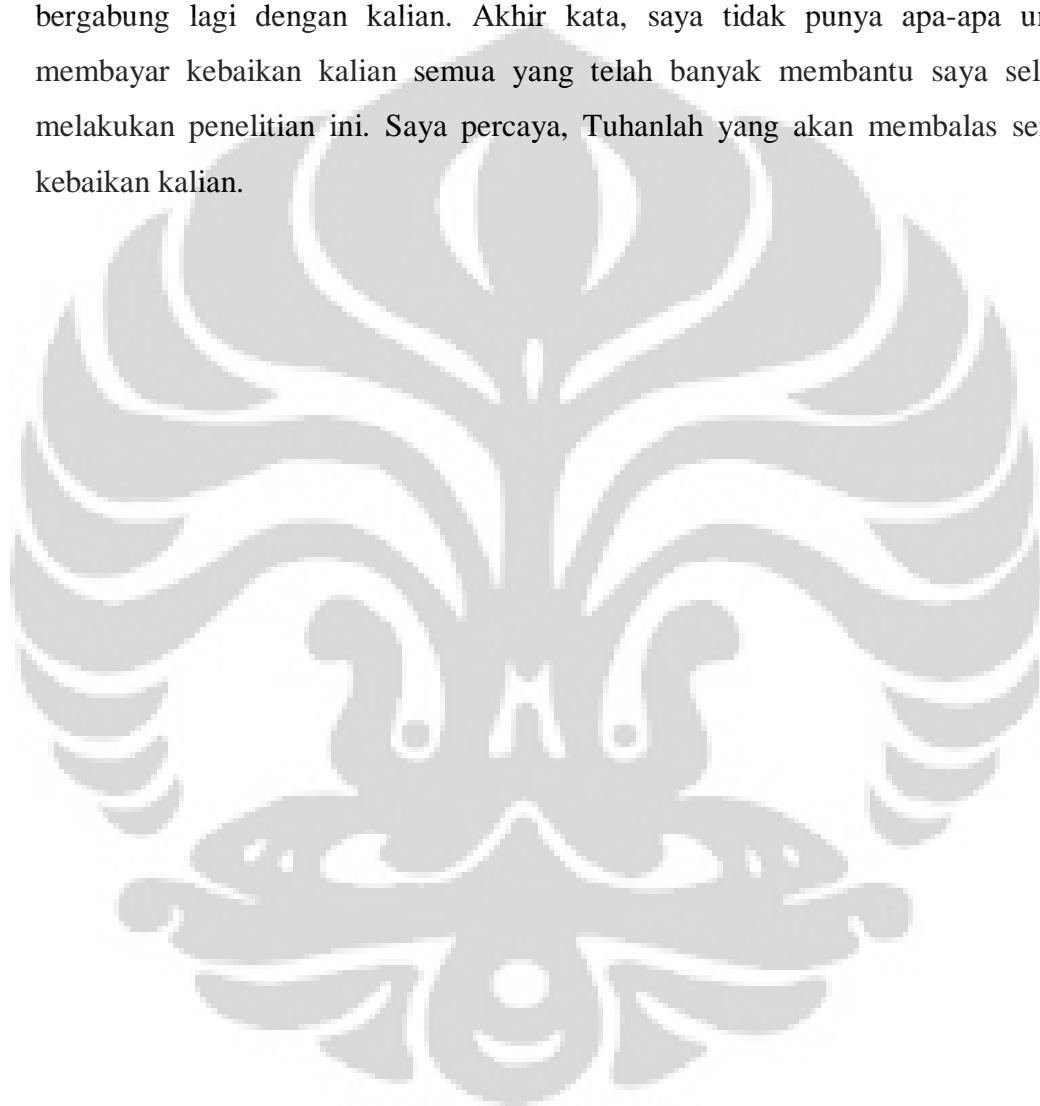 bergabung lagi dengan kalian. Akhir kata, saya tidak punya apa-apa
membayar kebaikan kalian semua yang telah banyak membantu saya
melakukan penelitian ini. Saya percaya, Tuhanlah yang akan membalas
kebaikan kalian.